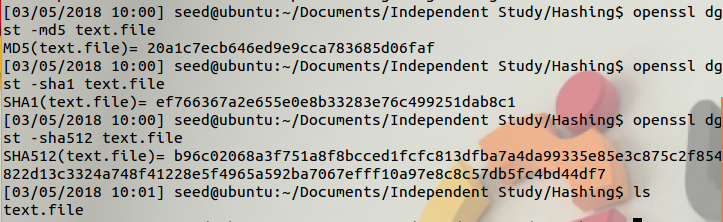 [03/05/2018 10:00] seed@ubuntu:~/Documents/Independent Study/Hashing$ openssl dg
st -md5 text.file
MD5(text.file)= 20a1c7ecb646ed9e9cca783685d06faf
[03/05/2018 10:00] seed@ubuntu:~/Documents/Independent Study/Hashing$ openssl dg
st -sha1 text.file
SHA1(text.file)= ef766367a2e655e0e8b33283e76c499251dab8c1
[03/05/2018 10:00] seed@ubuntu:~/Documents/Independent Study/Hashing$ openssl dg
st -sha512 text.file
SHA512(text.file)= b96c02068a3f751a8f8bcced1fcfc813dfba7a4da99335e85e3c875c2f854
822d13c3324a748f41228e5f4965a592ba7067efff10a97e8c8c57db5fc4bd44df7
[03/05/2018 10:01] seed@ubuntu:~/Documents/Independent Study/Hashing$ ls
text.file